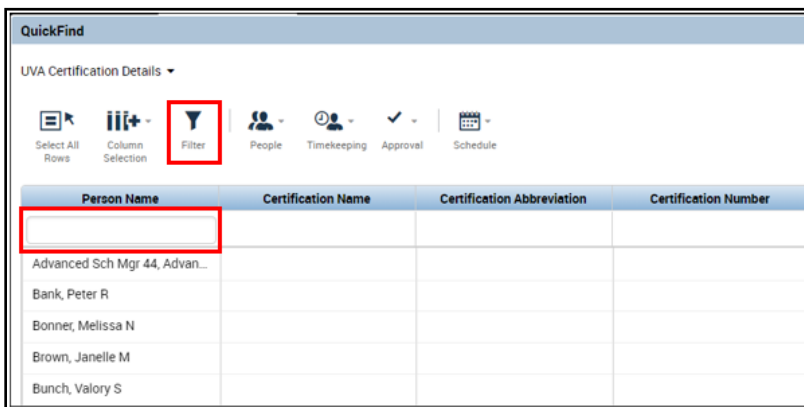 QuickFind
UVA Certification Details
Select All Rows
Column Selection
Filter
People
Timekeeping
Approval
Schedule
Person Name Certification Name Certification Abbreviation Certification Number
Advanced Sch Mgr 44, Advan...
Bank, Peter R
Bonner, Melissa N
Brown, Janelle M
Bunch, Valory S